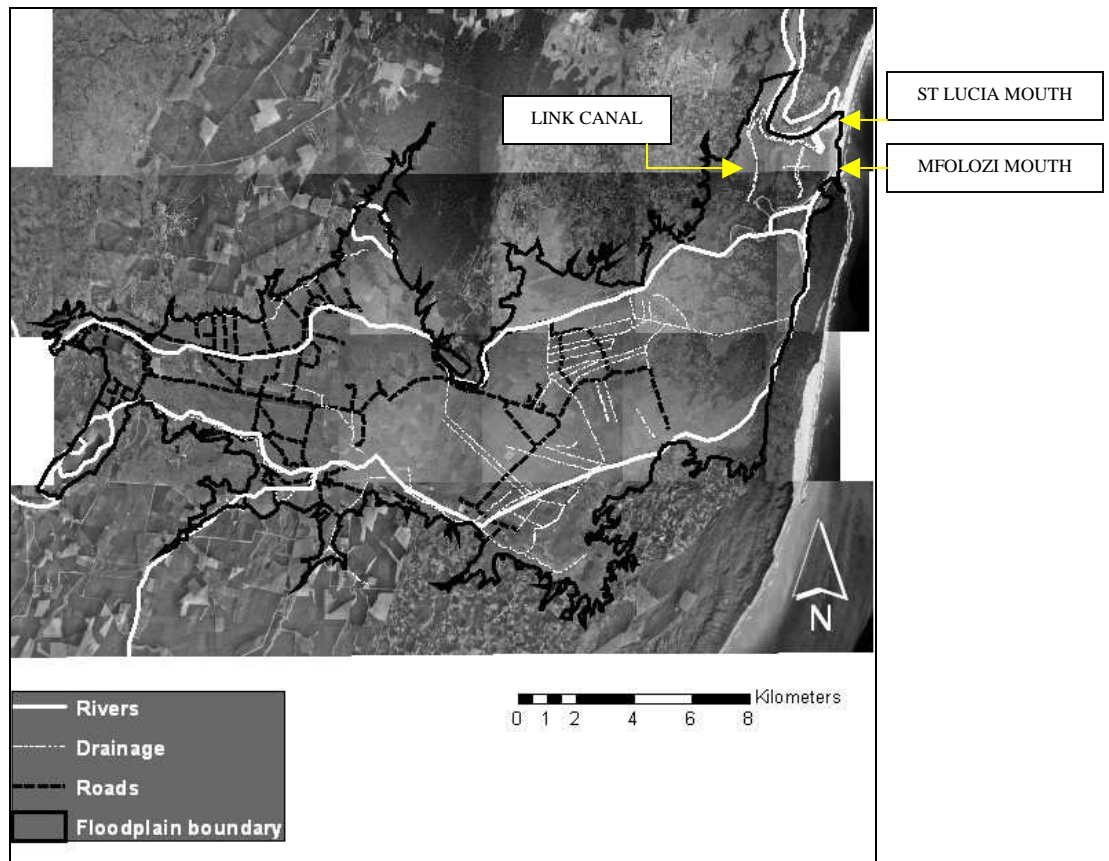 ST LUCIA MOUTH
LINK CANAL
MFOLOZI MOUTH
N
Rivers
Drainage
Roads
Floodplain boundary
Kilometers
0 1 2 4 6 8